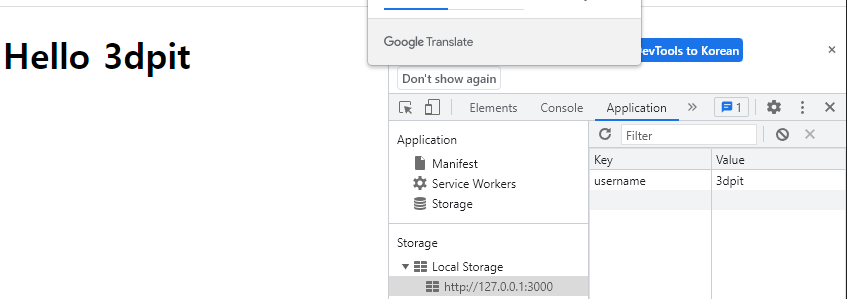 Hello 3dpit
Google Translate
DevTools to Korean
Don't show again
Elements Console Application 1
Application
Manifest
Service Workers
Storage
Filter
Key Value
username 3dpit
Storage
Local Storage
http://127.0.0.1:3000